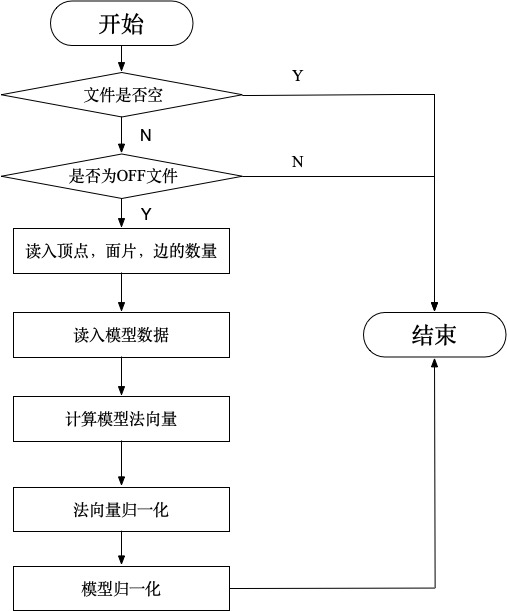 开始
文件是否空
Y
N
是否为OFF文件
N
Y
读入顶点，面片，边的数量
读入模型数据
结束
计算模型法向量
法向量归一化
模型归一化